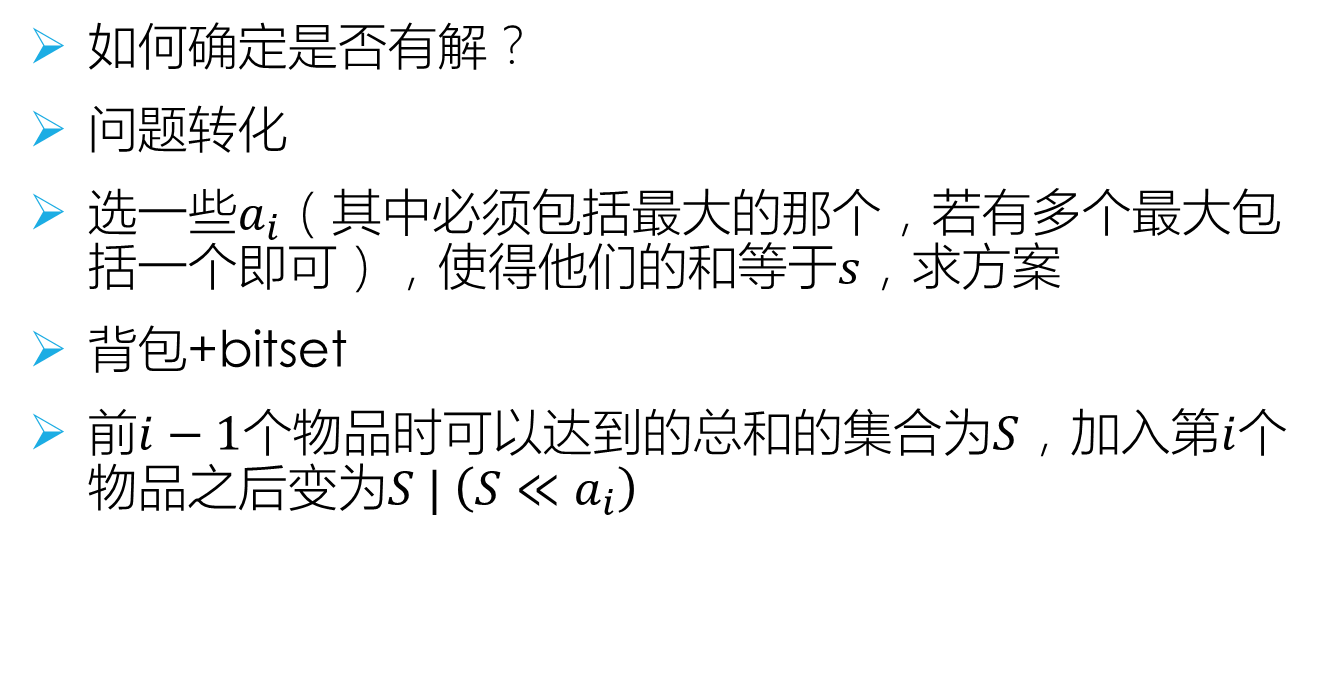 ➢ 如何确定是否有解？
➢ 问题转化
➢ 选一些𝑎ᵢ（其中必须包括最大的那个，若有多个最大包
括一个即可），使得他们的和等于𝑠，求方案
➢ 背包+bitset
➢ 前𝑖 − 1个物品时可以达到的总和的集合为𝑆，加入第𝑖个
物品之后变为𝑆 | (𝑆 ≪ 𝑎ᵢ)